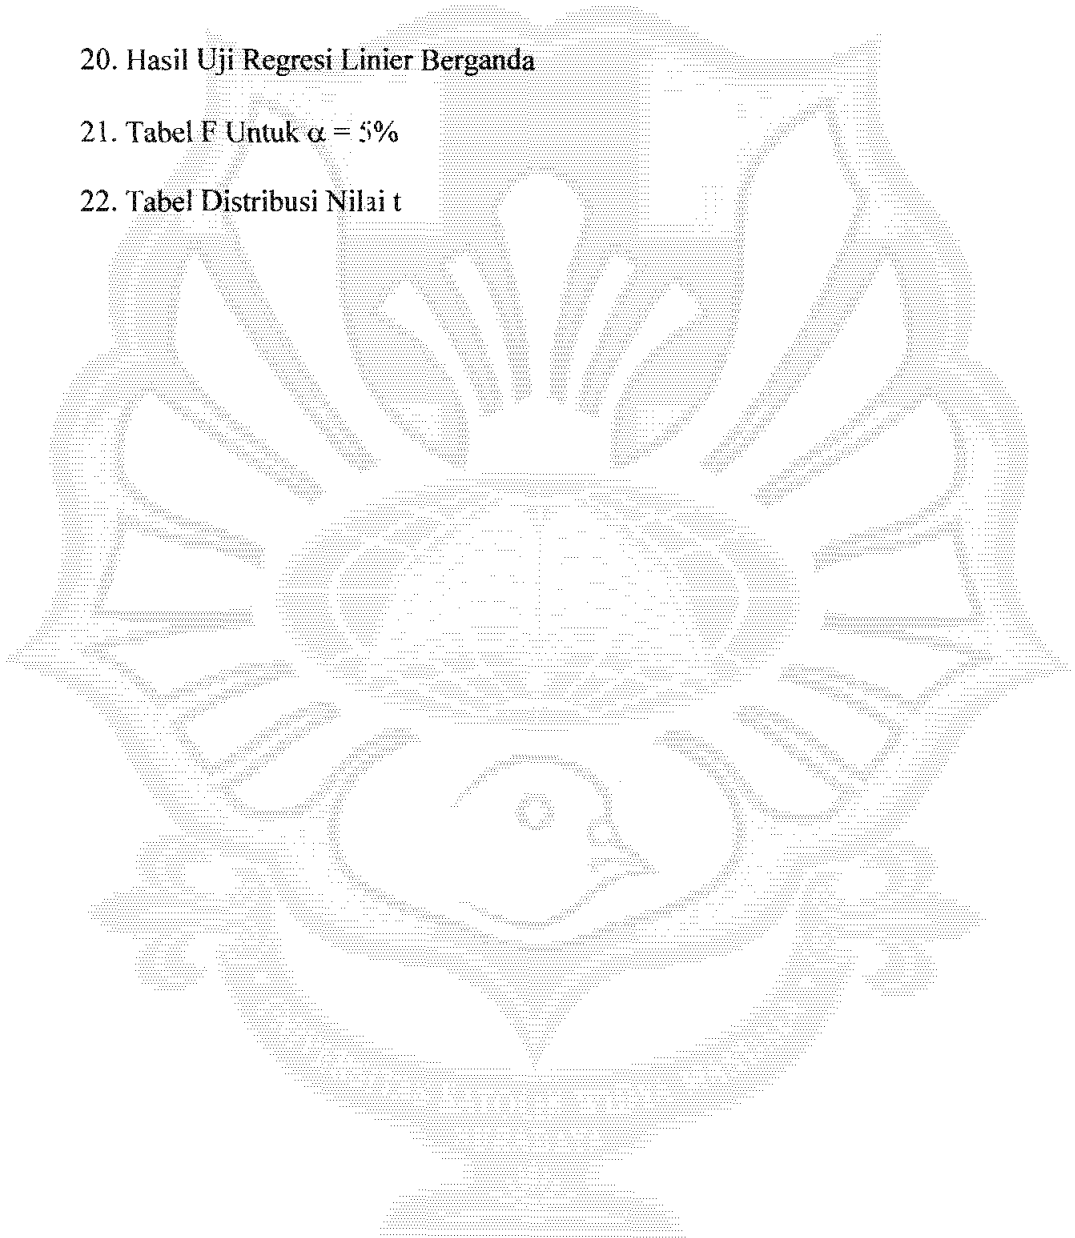 20. Hasil Uji Regresi Linier Berganda
21. Tabel F Untuk α = 5%
22. Tabel Distribusi Nilai t